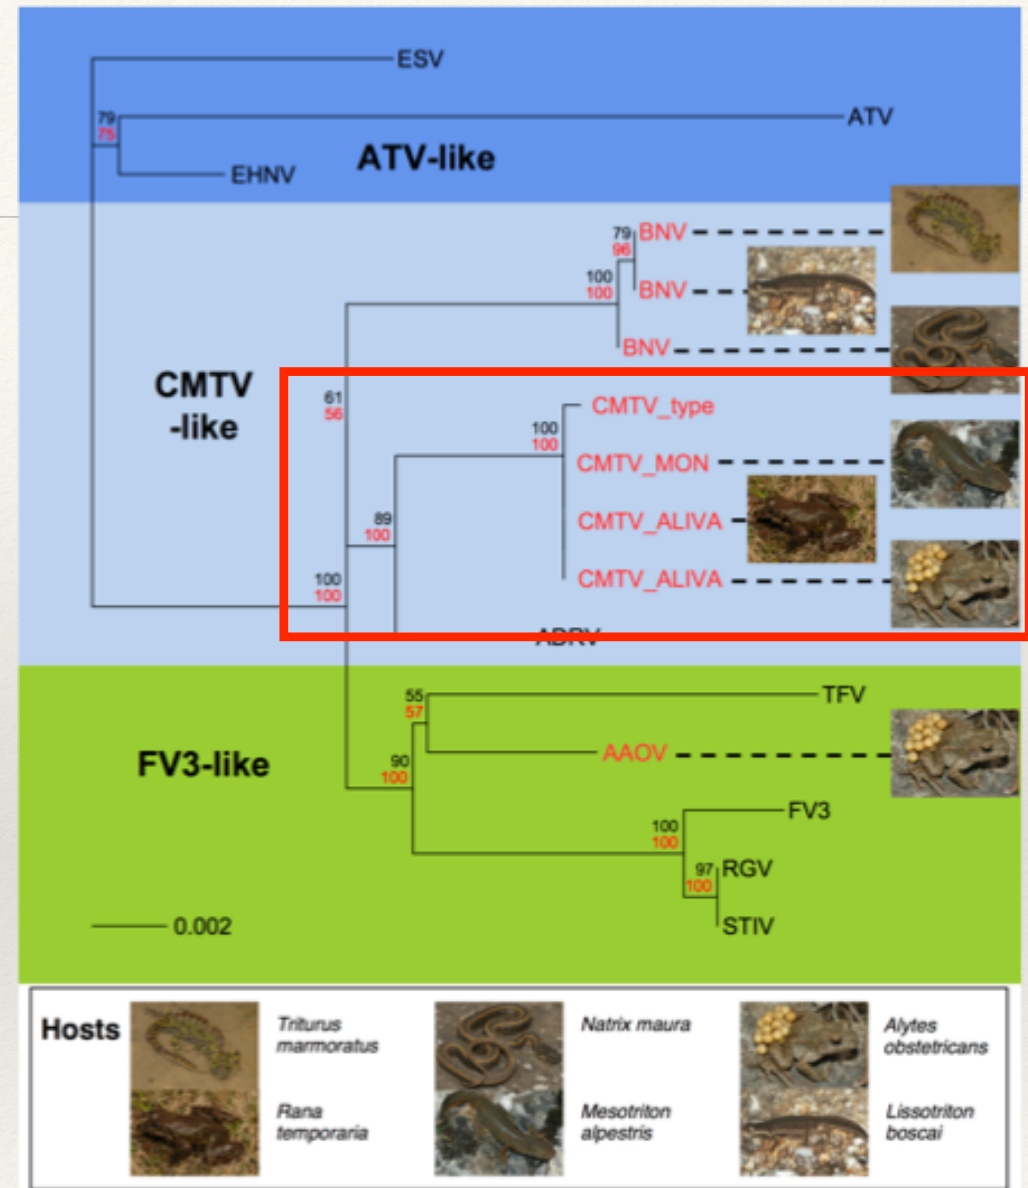 ESV
79
75
ATV
ATV-like
EHNV
79
96
BNV
100
100
BNV
BNV
CMTV
-like
61
56
CMTV_type
100
100
CMTV_MON
CMTV_ALIVA
89
100
CMTV_ALIVA
100
100
ADRV
55
57
TFV
FV3-like
AAOV
90
100
FV3
100
100
97
100
RGV
STIV
0.002
Hosts
Triturus
marmoratus
Natrix maura
Alytes
obstetricans
Rana
temporaria
Mesotriton
alpestris
Lissotriton
boscai